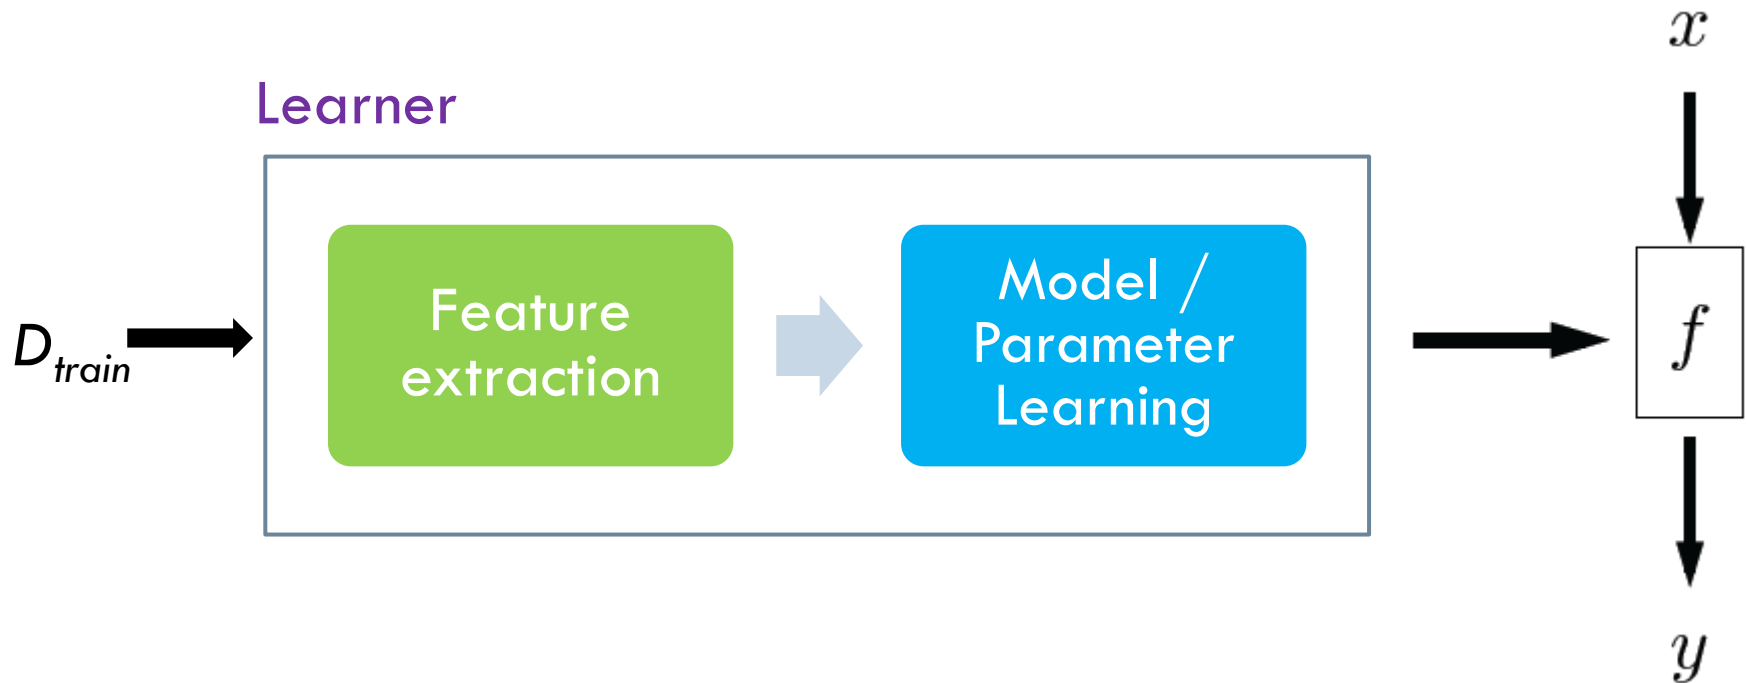 x
Learner
Feature
extraction
Model /
Parameter
Learning
D_train
f
y